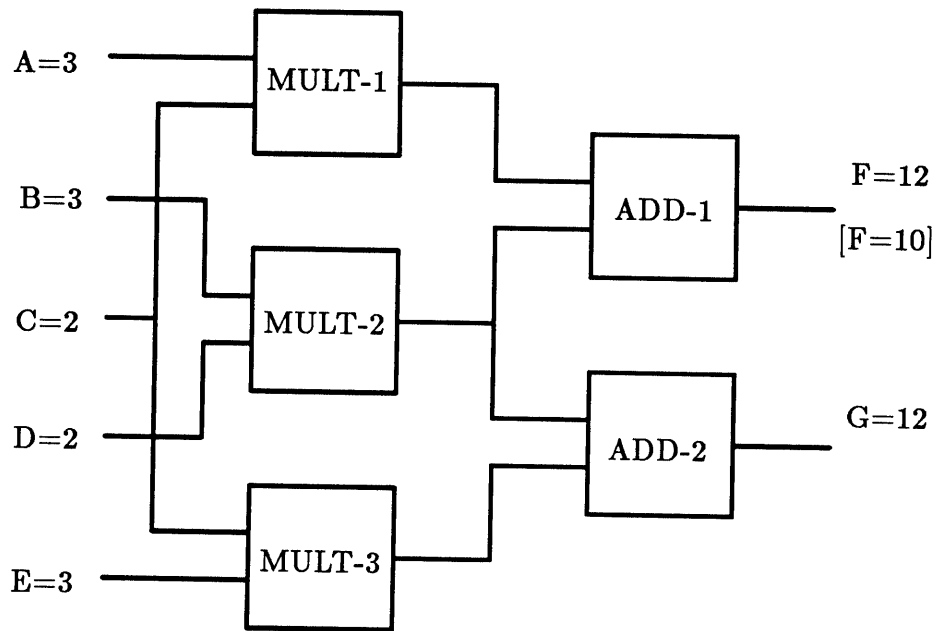 A=3
MULT-1
B=3
ADD-1
F=12
[F=10]
C=2
MULT-2
D=2
ADD-2
G=12
E=3
MULT-3